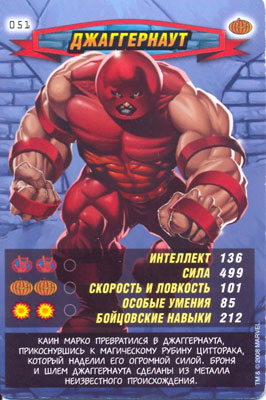 051
ДЖАГГЕРНАУТ
ИНТЕЛЛЕКТ 136
СИЛА 499
СКОРОСТЬ И ЛОВКОСТЬ 101
ОСОБЫЕ УМЕНИЯ 85
БОЙЦОВСКИЕ НАВЫКИ 212
КАИН МАРКО ПРЕВРАТИЛСЯ В ДЖАГГЕРНАУТА,
ПРИКОСНУВШИСЬ К МАГИЧЕСКОМУ РУБИНУ ЦИТТОРАКА,
КОТОРЫЙ НАДЕЛИЛ ЕГО ОГРОМНОЙ СИЛОЙ. БРОНЯ
И ШЛЕМ ДЖАГГЕРНАУТА СДЕЛАНЫ ИЗ МЕТАЛЛА
НЕИЗВЕСТНОГО ПРОИСХОЖДЕНИЯ.
TM & © 2008 MARVEL